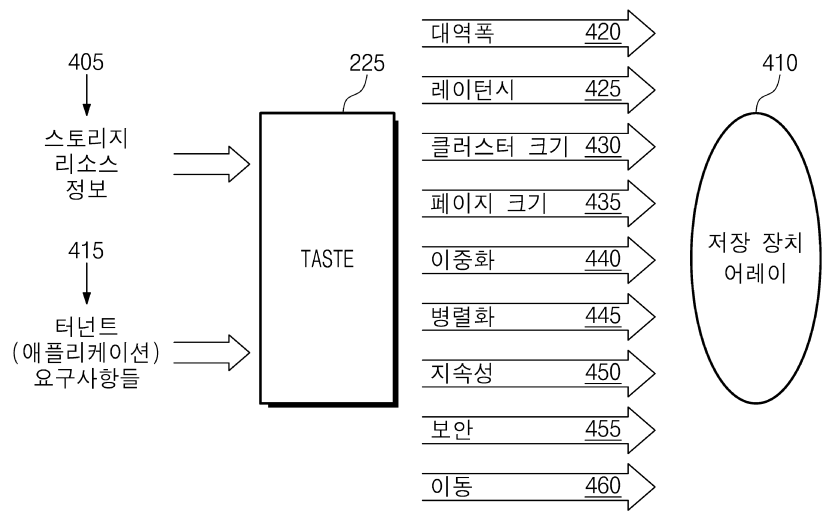 405
스토리지
리소스
정보
415
터넌트
(애플리케이션)
요구사항들
225
TASTE
대역폭 420
레이턴시 425
클러스터 크기 430
페이지 크기 435
이중화 440
병렬화 445
지속성 450
보안 455
이동 460
410
저장 장치
어레이